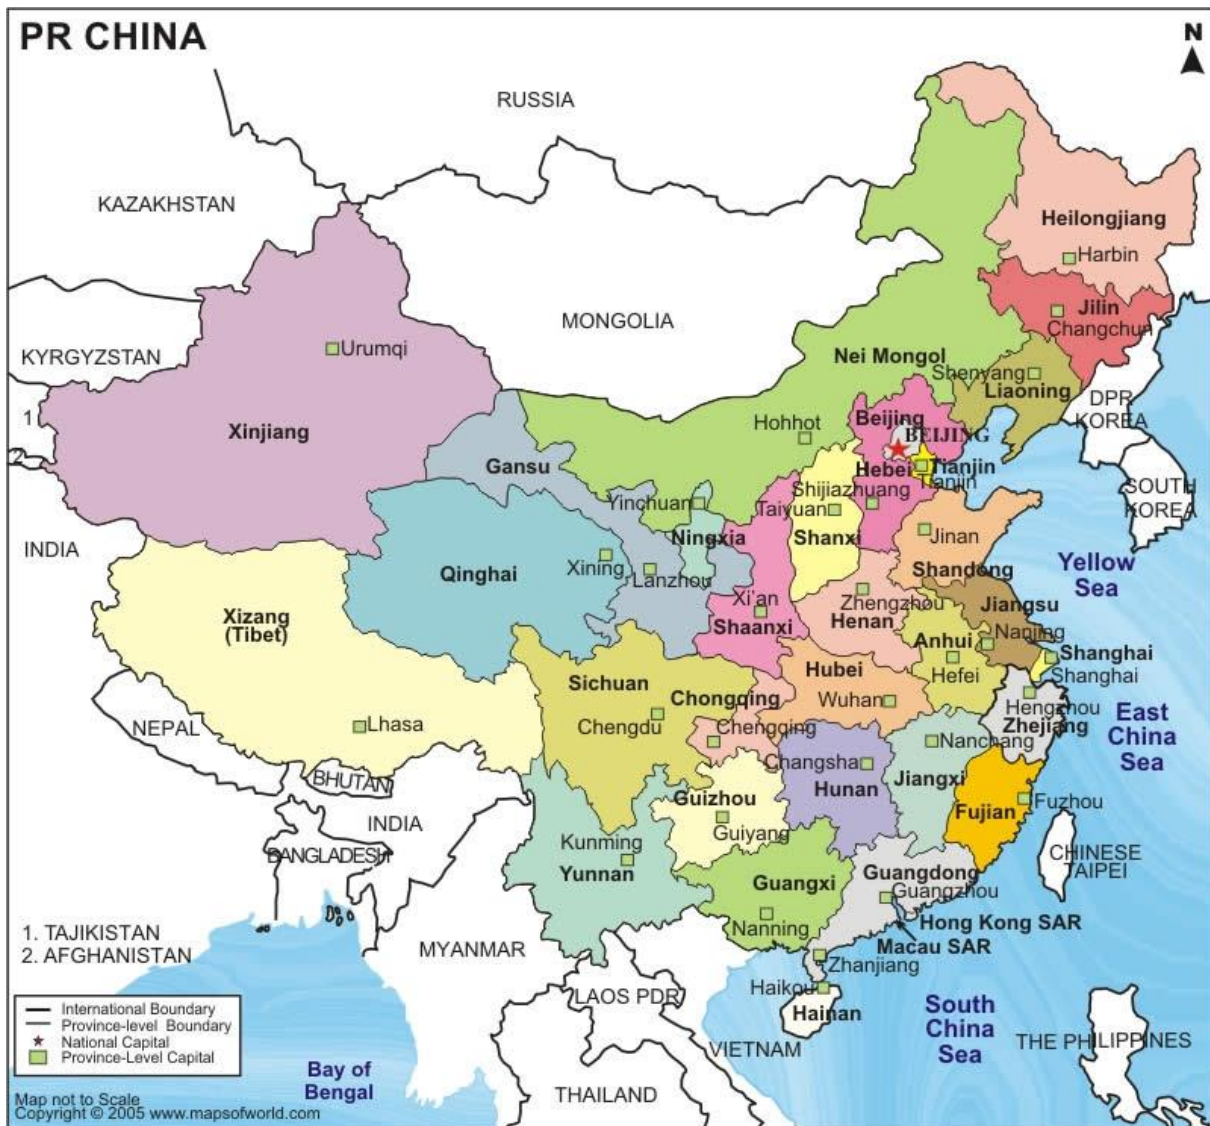 PR CHINA
N
RUSSIA
KAZAKHSTAN
Heilongjiang
Harbin
MONGOLIA
Jilin
Changchun
KYRGYZSTAN
Urumqi
Nei Mongol
Shenyang
Liaoning
DPR
KOREA
1
2
Xinjiang
Hohhot
Beijing
BEIJING
Gansu
Hebei
Tianjin
Tianjin
SOUTH
KOREA
Yinchuan
Shijiazhuang
Taiyuan
INDIA
Ningxia
Shanxi
Jinan
Qinghai
Xining
Lanzhou
Shandong
Yellow
Sea
Xizang
(Tibet)
Xi'an
Shaanxi
Zhengzhou
Henan
Jiangsu
Nanjing
Anhui
Hefei
Shanghai
Shanghai
Sichuan
Chengdu
Chongqing
Chengqing
Hubei
Wuhan
Hengzhou
Zhejiang
East
China
Sea
NEPAL
Lhasa
BHUTAN
Changsha
Hunan
Nanchang
Jiangxi
Guizhou
Guiyang
Fujian
Fuzhou
INDIA
BANGLADESH
Kunming
Yunnan
Guangxi
Nanning
Guangdong
Guangzhou
CHINESE
TAIPEI
Hong Kong SAR
Macau SAR
1. TAJIKISTAN
2. AFGHANISTAN
MYANMAR
Zhanjiang
LAOS PDR
Haikou
Hainan
South
China
Sea
VIETNAM
THE PHILIPPINES
THAILAND
Bay of
Bengal
International Boundary
Province-level Boundary
National Capital
Province-Level Capital
Map not to Scale
Copyright © 2005 www.mapsofworld.com